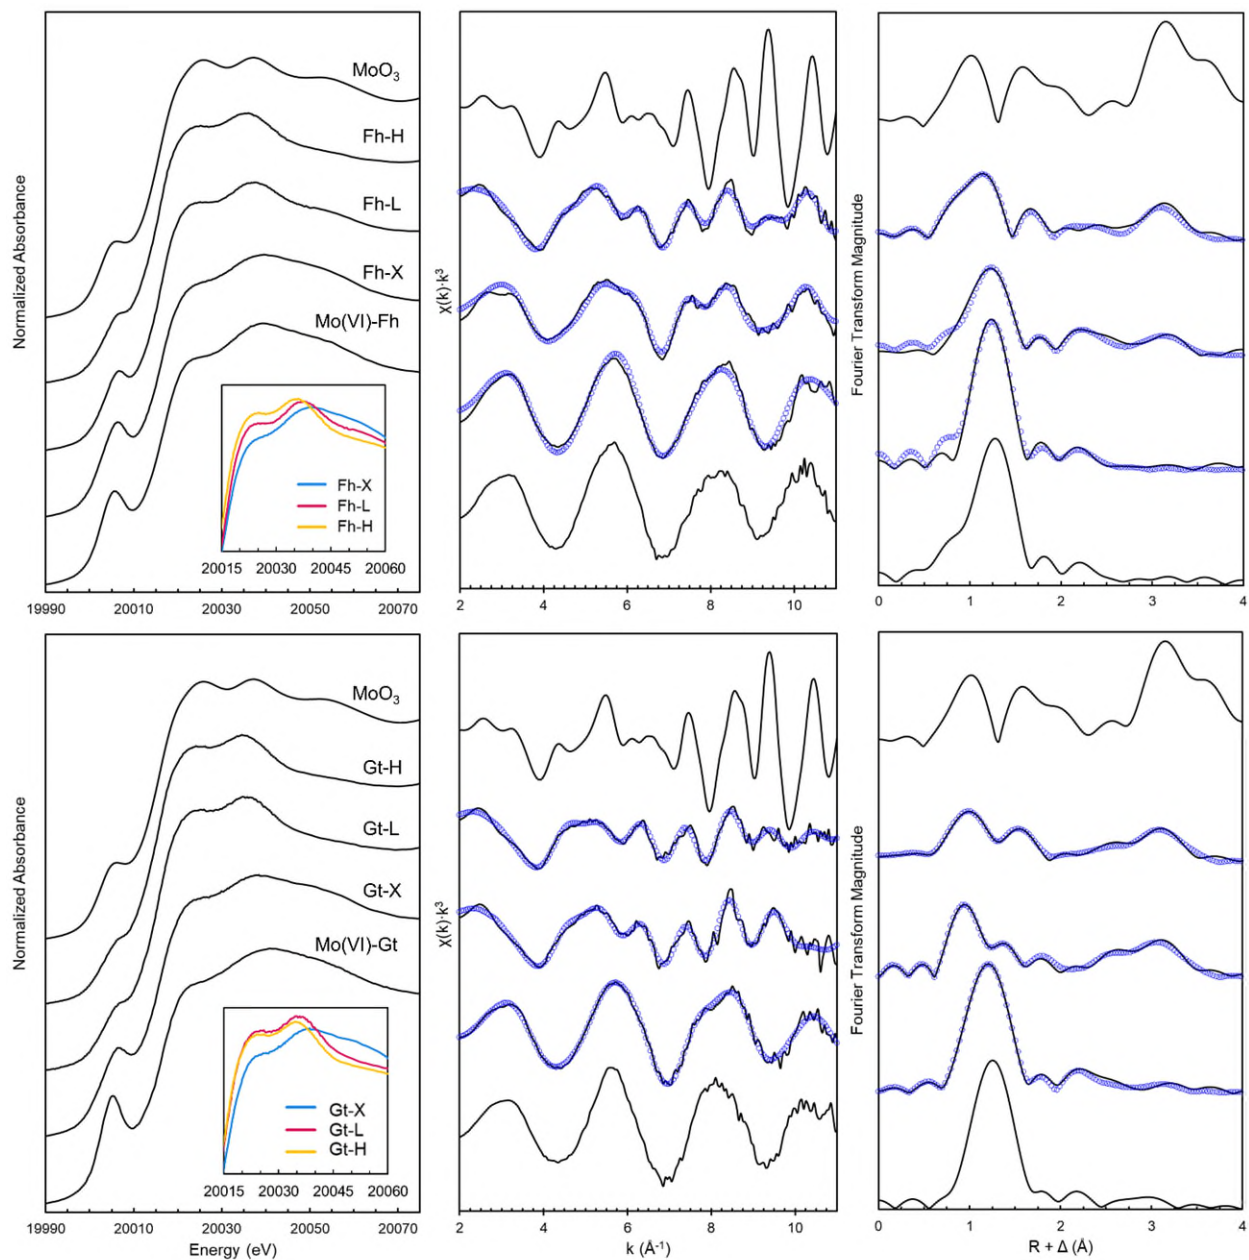 Normalized Absorbance
MoO3
Fh-H
Fh-L
Fh-X
Mo(VI)-Fh
Fh-X
Fh-L
Fh-H
20015 20030 20045 20060
19990 20010 20030 20050 20070
χ(k)·k³
2 4 6 8 10
Fourier Transform Magnitude
0 1 2 3 4
Normalized Absorbance
MoO3
Gt-H
Gt-L
Gt-X
Mo(VI)-Gt
Gt-X
Gt-L
Gt-H
20015 20030 20045 20060
19990 20010 20030 20050 20070
Energy (eV)
χ(k)·k³
2 4 6 8 10
k (Å⁻¹)
Fourier Transform Magnitude
0 1 2 3 4
R + Δ (Å)